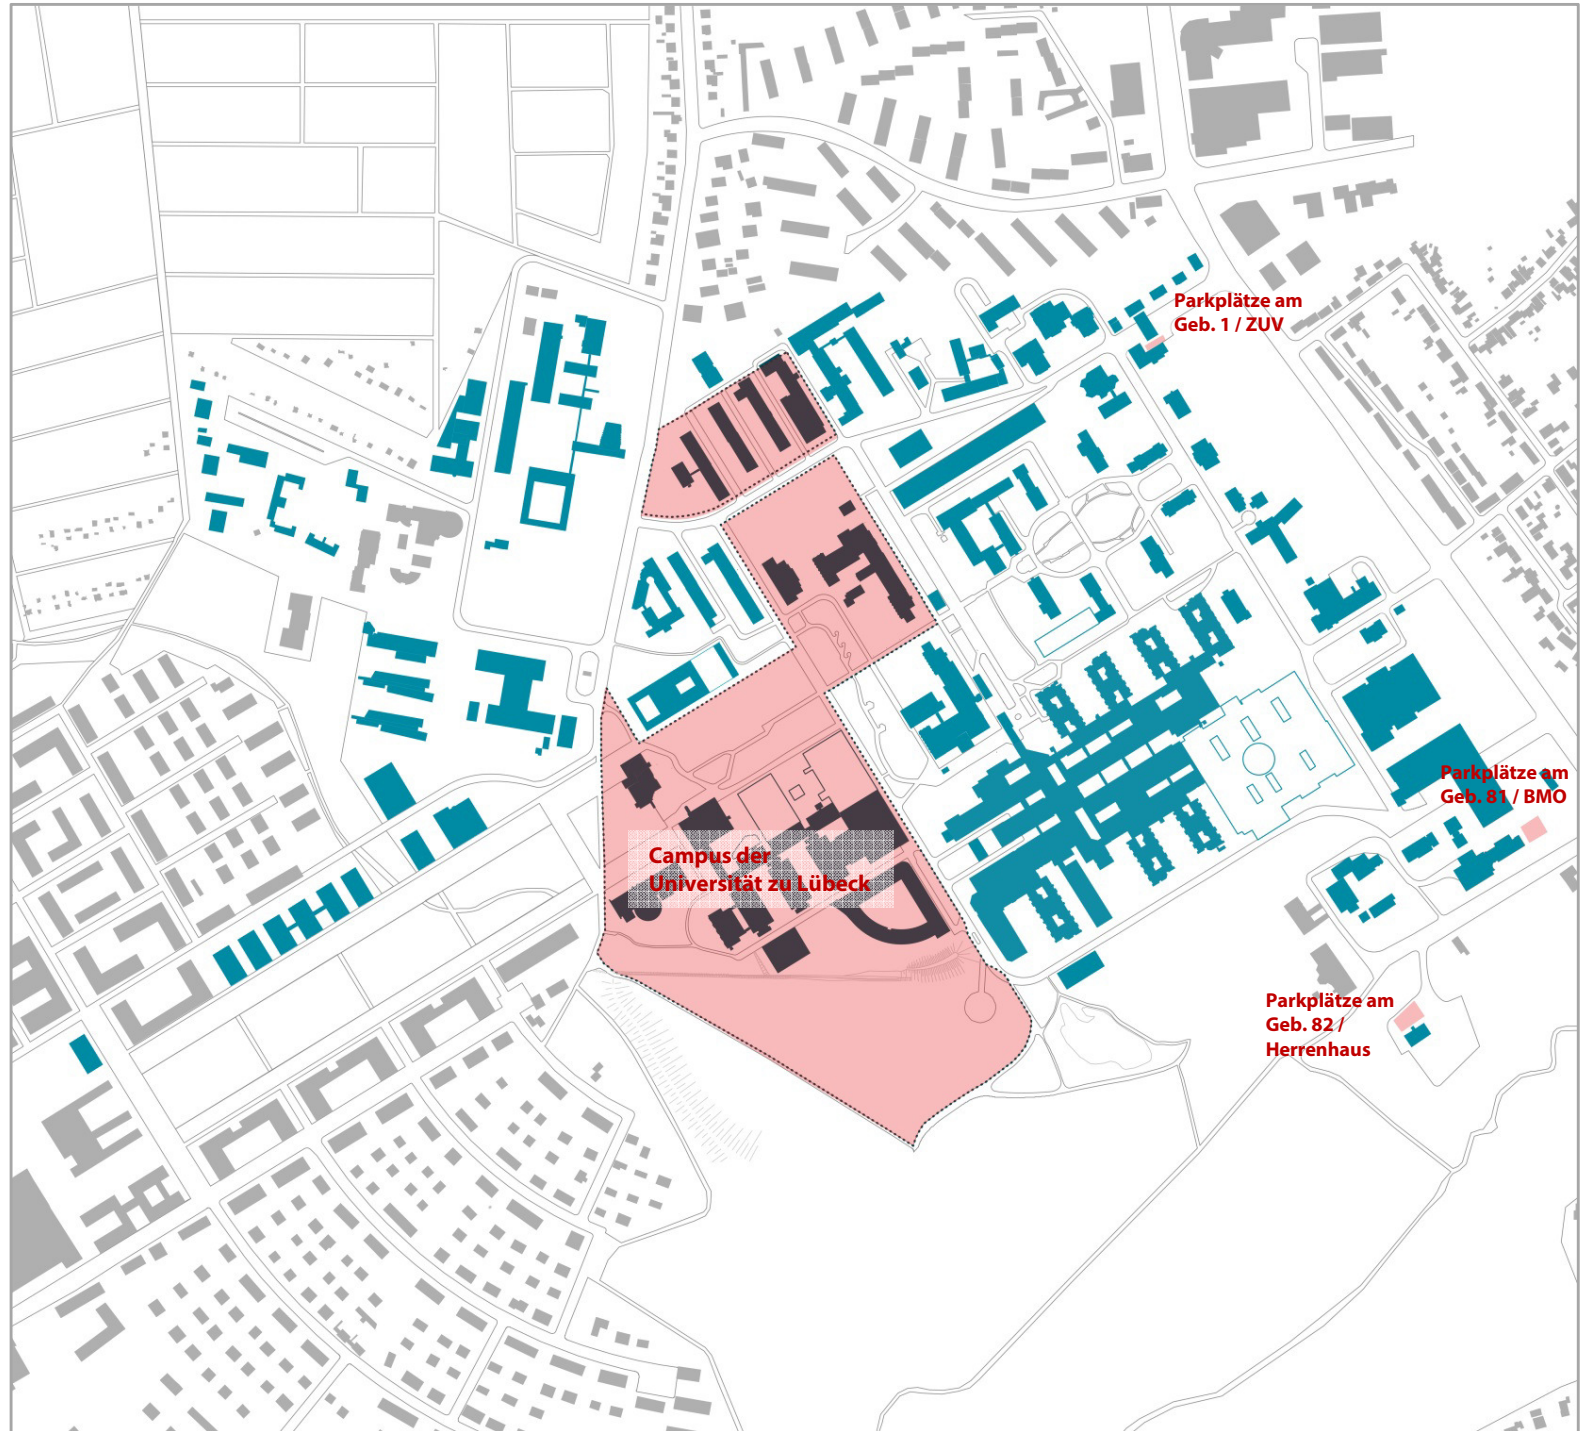 Parkplätze am
Geb. 1 / ZUV
Parkplätze am
Geb. 81 / BMO
Campus der
Universität zu Lübeck
Parkplätze am
Geb. 82 /
Herrenhaus